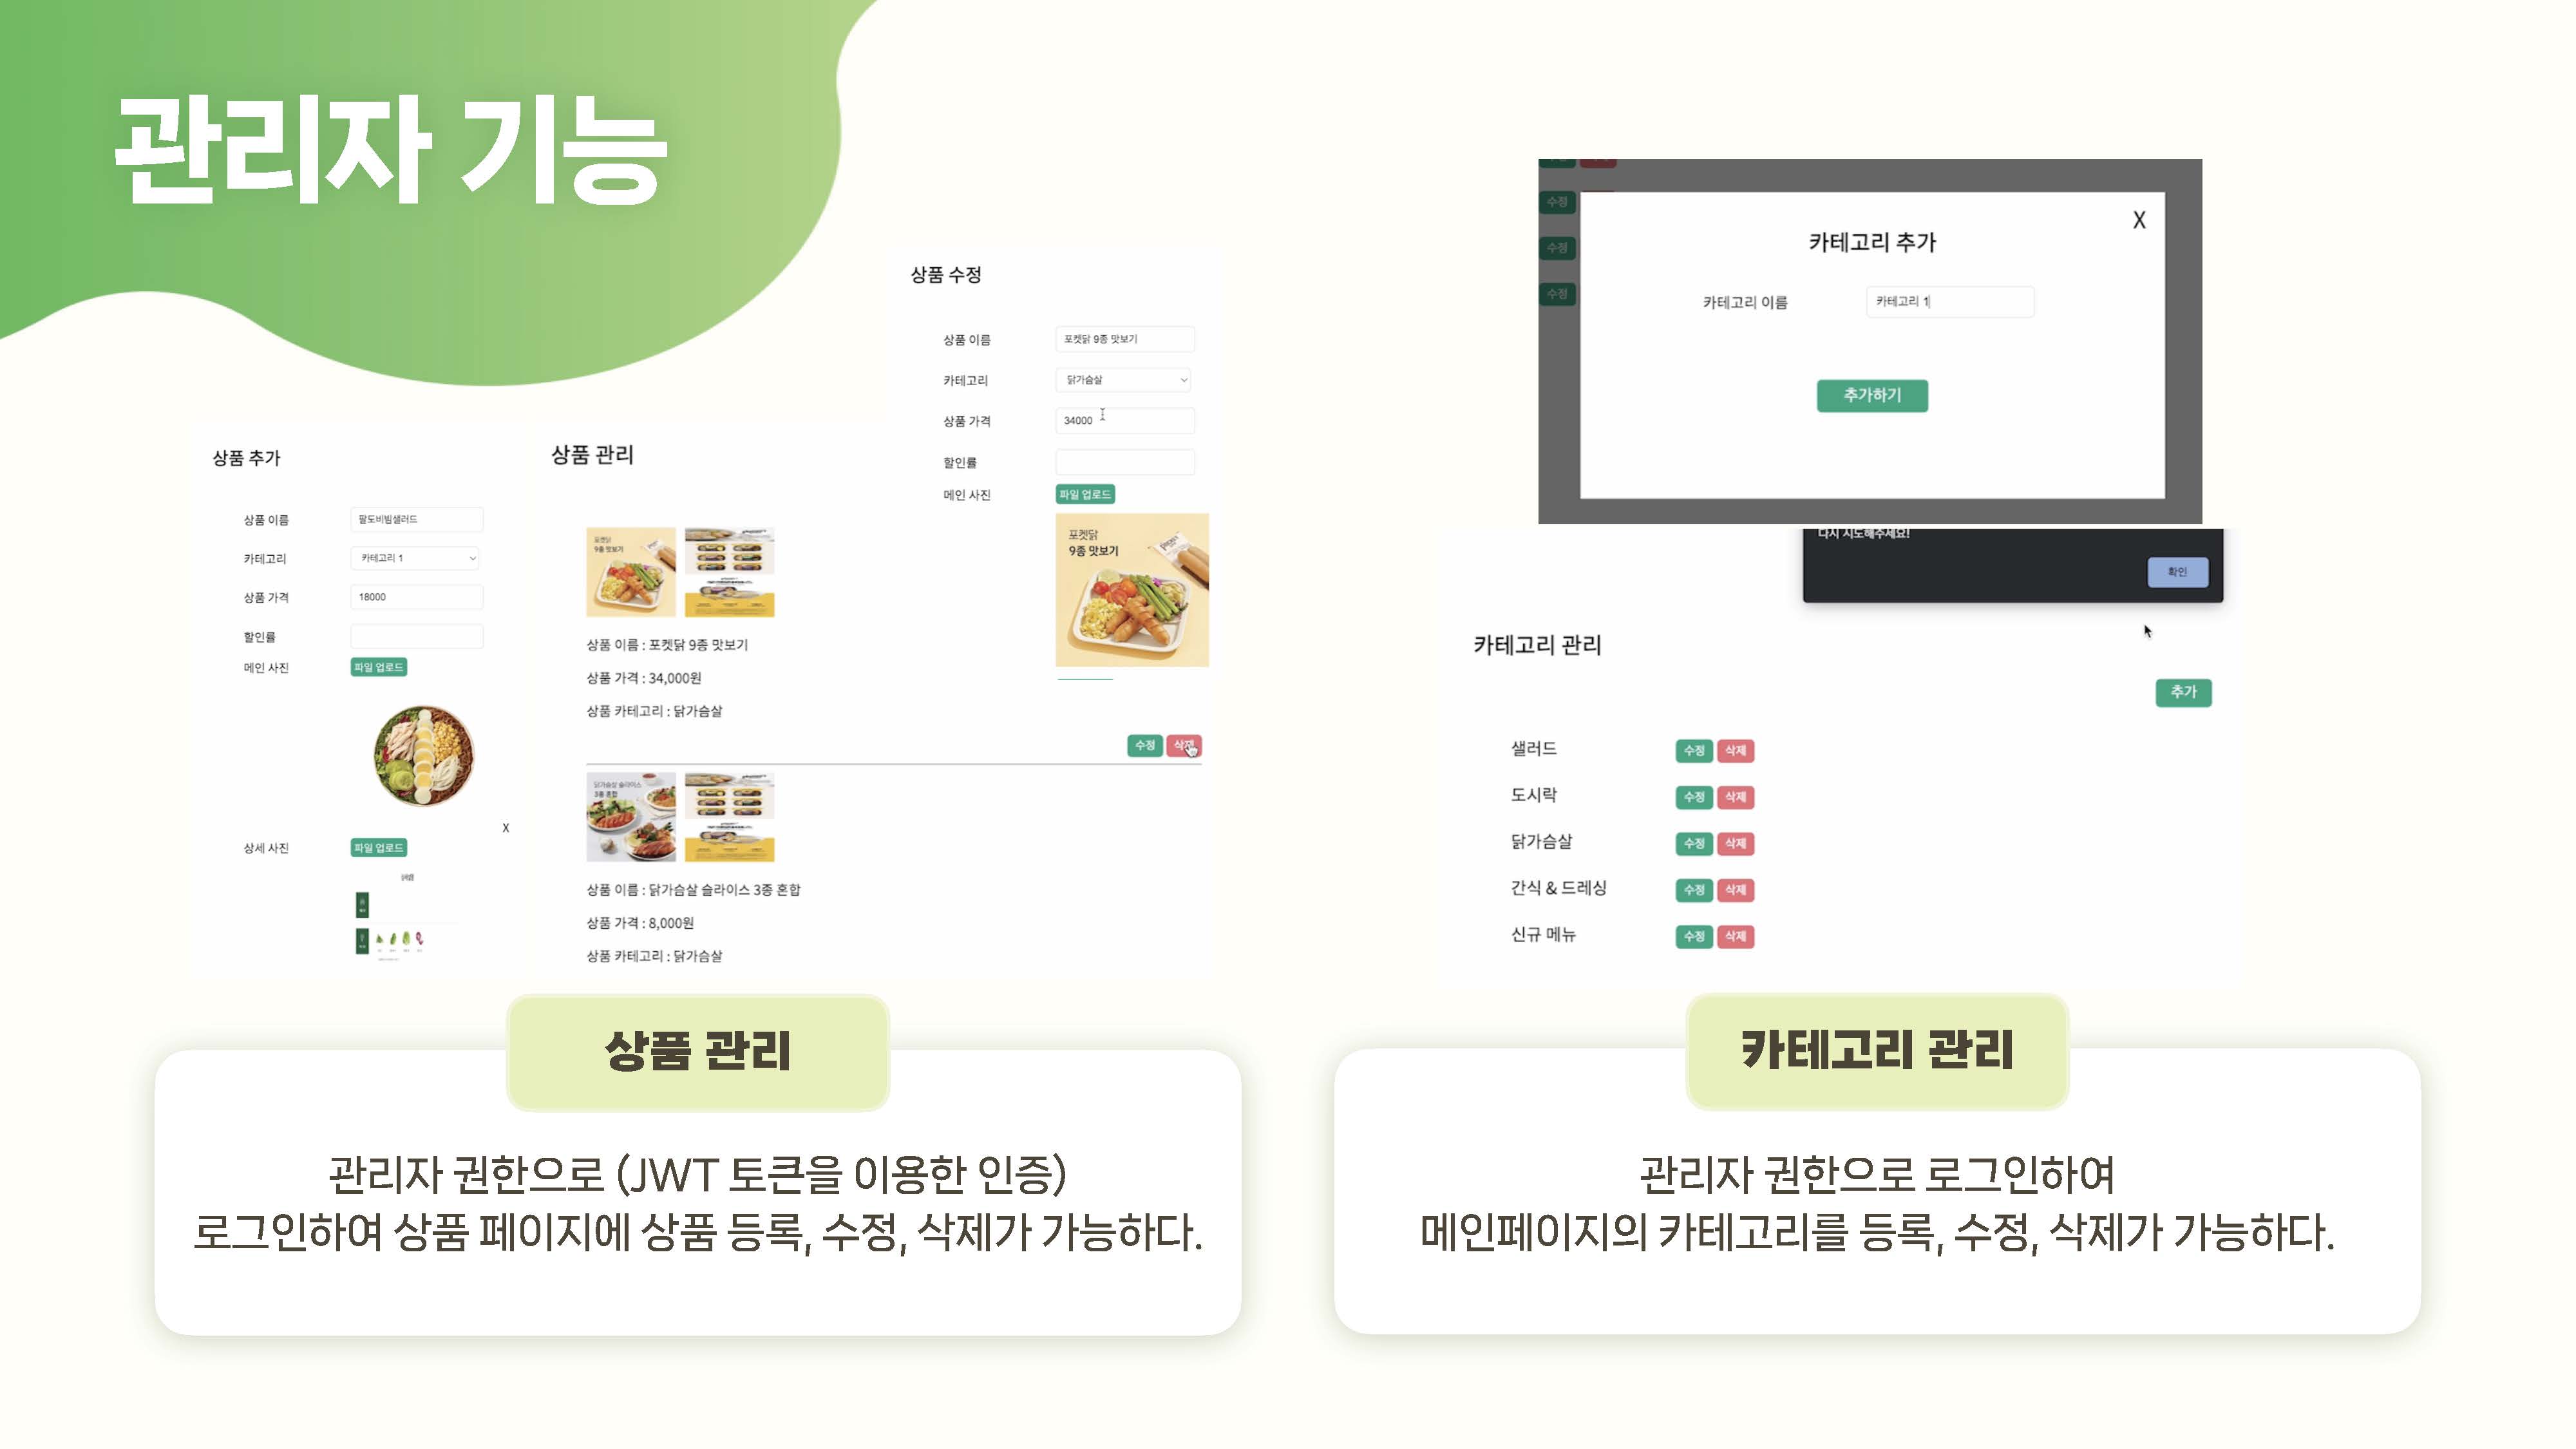 관리자 기능
상품 추가
상품 이름
팔도비빔샐러드
카테고리
카테고리 1
상품 가격
18000
할인률
메인 사진
파일 업로드
X
상세 사진
파일 업로드
상품 관리
포켓닭
9종 맛보기
상품 이름 : 포켓닭 9종 맛보기
상품 가격 : 34,000원
상품 카테고리 : 닭가슴살
수정
삭제
닭가슴살 슬라이스
3종 혼합
상품 이름 : 닭가슴살 슬라이스 3종 혼합
상품 가격 : 8,000원
상품 카테고리 : 닭가슴살
상품 수정
상품 이름
포켓닭 9종 맛보기
카테고리
닭가슴살
상품 가격
34000
할인률
메인 사진
파일 업로드
포켓닭
9종 맛보기
수정
수정
수정
X
카테고리 추가
카테고리 이름
카테고리 1
추가하기
다시 시도해주세요!
확인
카테고리 관리
추가
샐러드 수정 삭제
도시락 수정 삭제
닭가슴살 수정 삭제
간식 & 드레싱 수정 삭제
신규 메뉴 수정 삭제
상품 관리
관리자 권한으로 (JWT 토큰을 이용한 인증)
로그인하여 상품 페이지에 상품 등록, 수정, 삭제가 가능하다.
카테고리 관리
관리자 권한으로 로그인하여
메인페이지의 카테고리를 등록, 수정, 삭제가 가능하다.